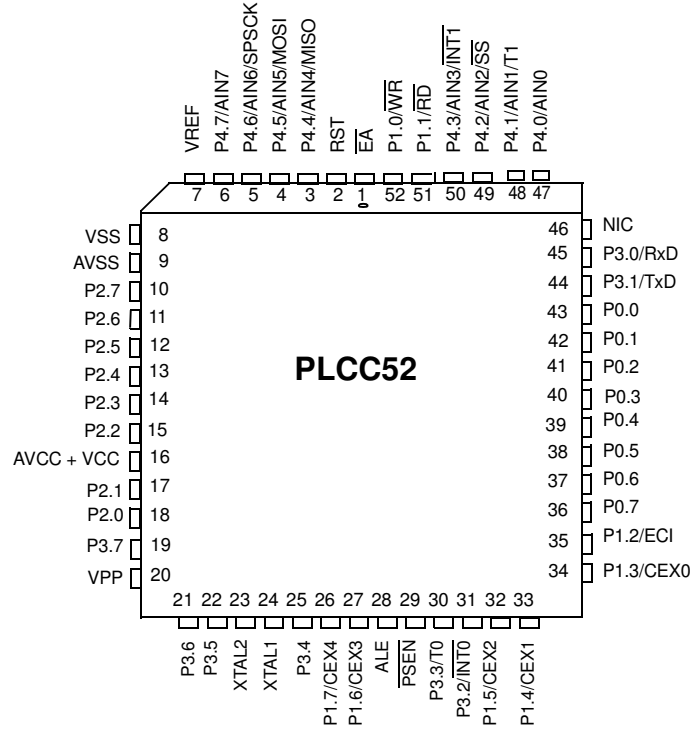 VREF
P4.7/AIN7
P4.6/AIN6/SPSCK
P4.5/AIN5/MOSI
P4.4/AIN4/MISO
RST
EA
P1.0/WR
P1.1/RD
P4.3/AIN3/INT1
P4.2/AIN2/SS
P4.1/AIN1/T1
P4.0/AIN0
7 6 5 4 3 2 1 52 51 50 49 48 47
VSS 8
AVSS 9
P2.7 10
P2.6 11
P2.5 12
P2.4 13
P2.3 14
P2.2 15
AVCC + VCC 16
P2.1 17
P2.0 18
P3.7 19
VPP 20
PLCC52
46 NIC
45 P3.0/RxD
44 P3.1/TxD
43 P0.0
42 P0.1
41 P0.2
40 P0.3
39 P0.4
38 P0.5
37 P0.6
36 P0.7
35 P1.2/ECI
34 P1.3/CEX0
21 22 23 24 25 26 27 28 29 30 31 32 33
P3.6
P3.5
XTAL2
XTAL1
P3.4
P1.7/CEX4
P1.6/CEX3
ALE
PSEN
P3.3/T0
P3.2/INT0
P1.5/CEX2
P1.4/CEX1